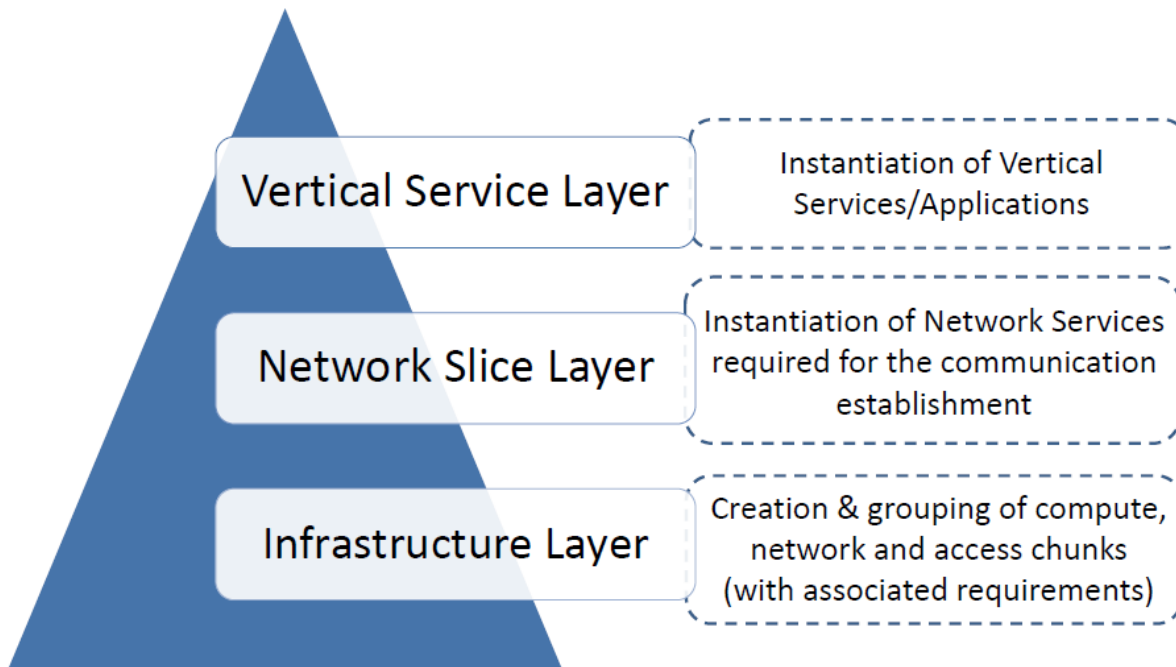 Vertical Service Layer
Instantiation of Vertical
Services/Applications
Network Slice Layer
Instantiation of Network Services
required for the communication
establishment
Infrastructure Layer
Creation & grouping of compute,
network and access chunks
(with associated requirements)